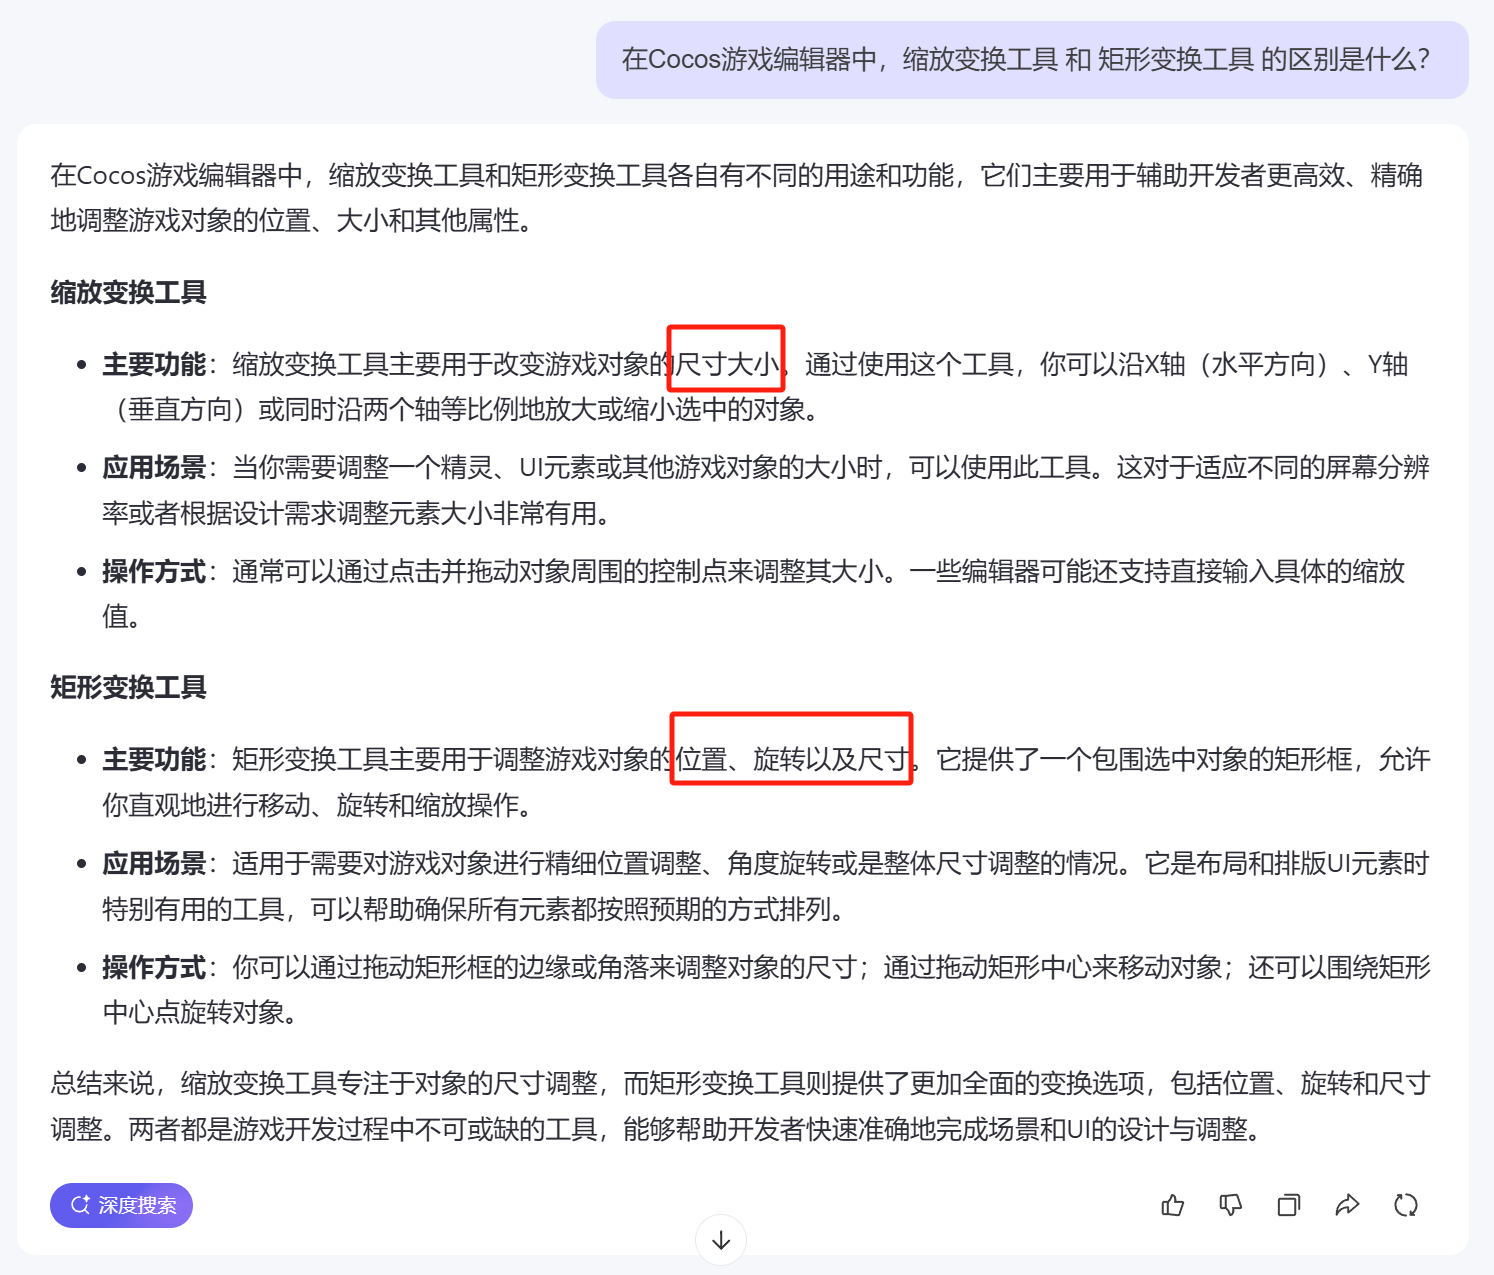 在Cocos游戏编辑器中，缩放变换工具 和 矩形变换工具 的区别是什么？
在Cocos游戏编辑器中，缩放变换工具和矩形变换工具各自有不同的用途和功能，它们主要用于辅助开发者更高效、精确
地调整游戏对象的位置、大小和其他属性。
缩放变换工具
• 主要功能：缩放变换工具主要用于改变游戏对象的尺寸大小。通过使用这个工具，你可以沿X轴（水平方向）、Y轴
（垂直方向）或同时沿两个轴等比例地放大或缩小选中的对象。
• 应用场景：当你需要调整一个精灵、UI元素或其他游戏对象的大小时，可以使用此工具。这对于适应不同的屏幕分辨
率或者根据设计需求调整元素大小非常有用。
• 操作方式：通常可以通过点击并拖动对象周围的控制点来调整其大小。一些编辑器可能还支持直接输入具体的缩放
值。
矩形变换工具
• 主要功能：矩形变换工具主要用于调整游戏对象的位置、旋转以及尺寸。它提供了一个包围选中对象的矩形框，允许
你直观地进行移动、旋转和缩放操作。
• 应用场景：适用于需要对游戏对象进行精细位置调整、角度旋转或是整体尺寸调整的情况。它是布局和排版UI元素时
特别有用的工具，可以帮助确保所有元素都按照预期的方式排列。
• 操作方式：你可以通过拖动矩形框的边缘或角落来调整对象的尺寸；通过拖动矩形中心来移动对象；还可以围绕矩形
中心点旋转对象。
总结来说，缩放变换工具专注于对象的尺寸调整，而矩形变换工具则提供了更加全面的变换选项，包括位置、旋转和尺寸
调整。两者都是游戏开发过程中不可或缺的工具，能够帮助开发者快速准确地完成场景和UI的设计与调整。
深度搜索